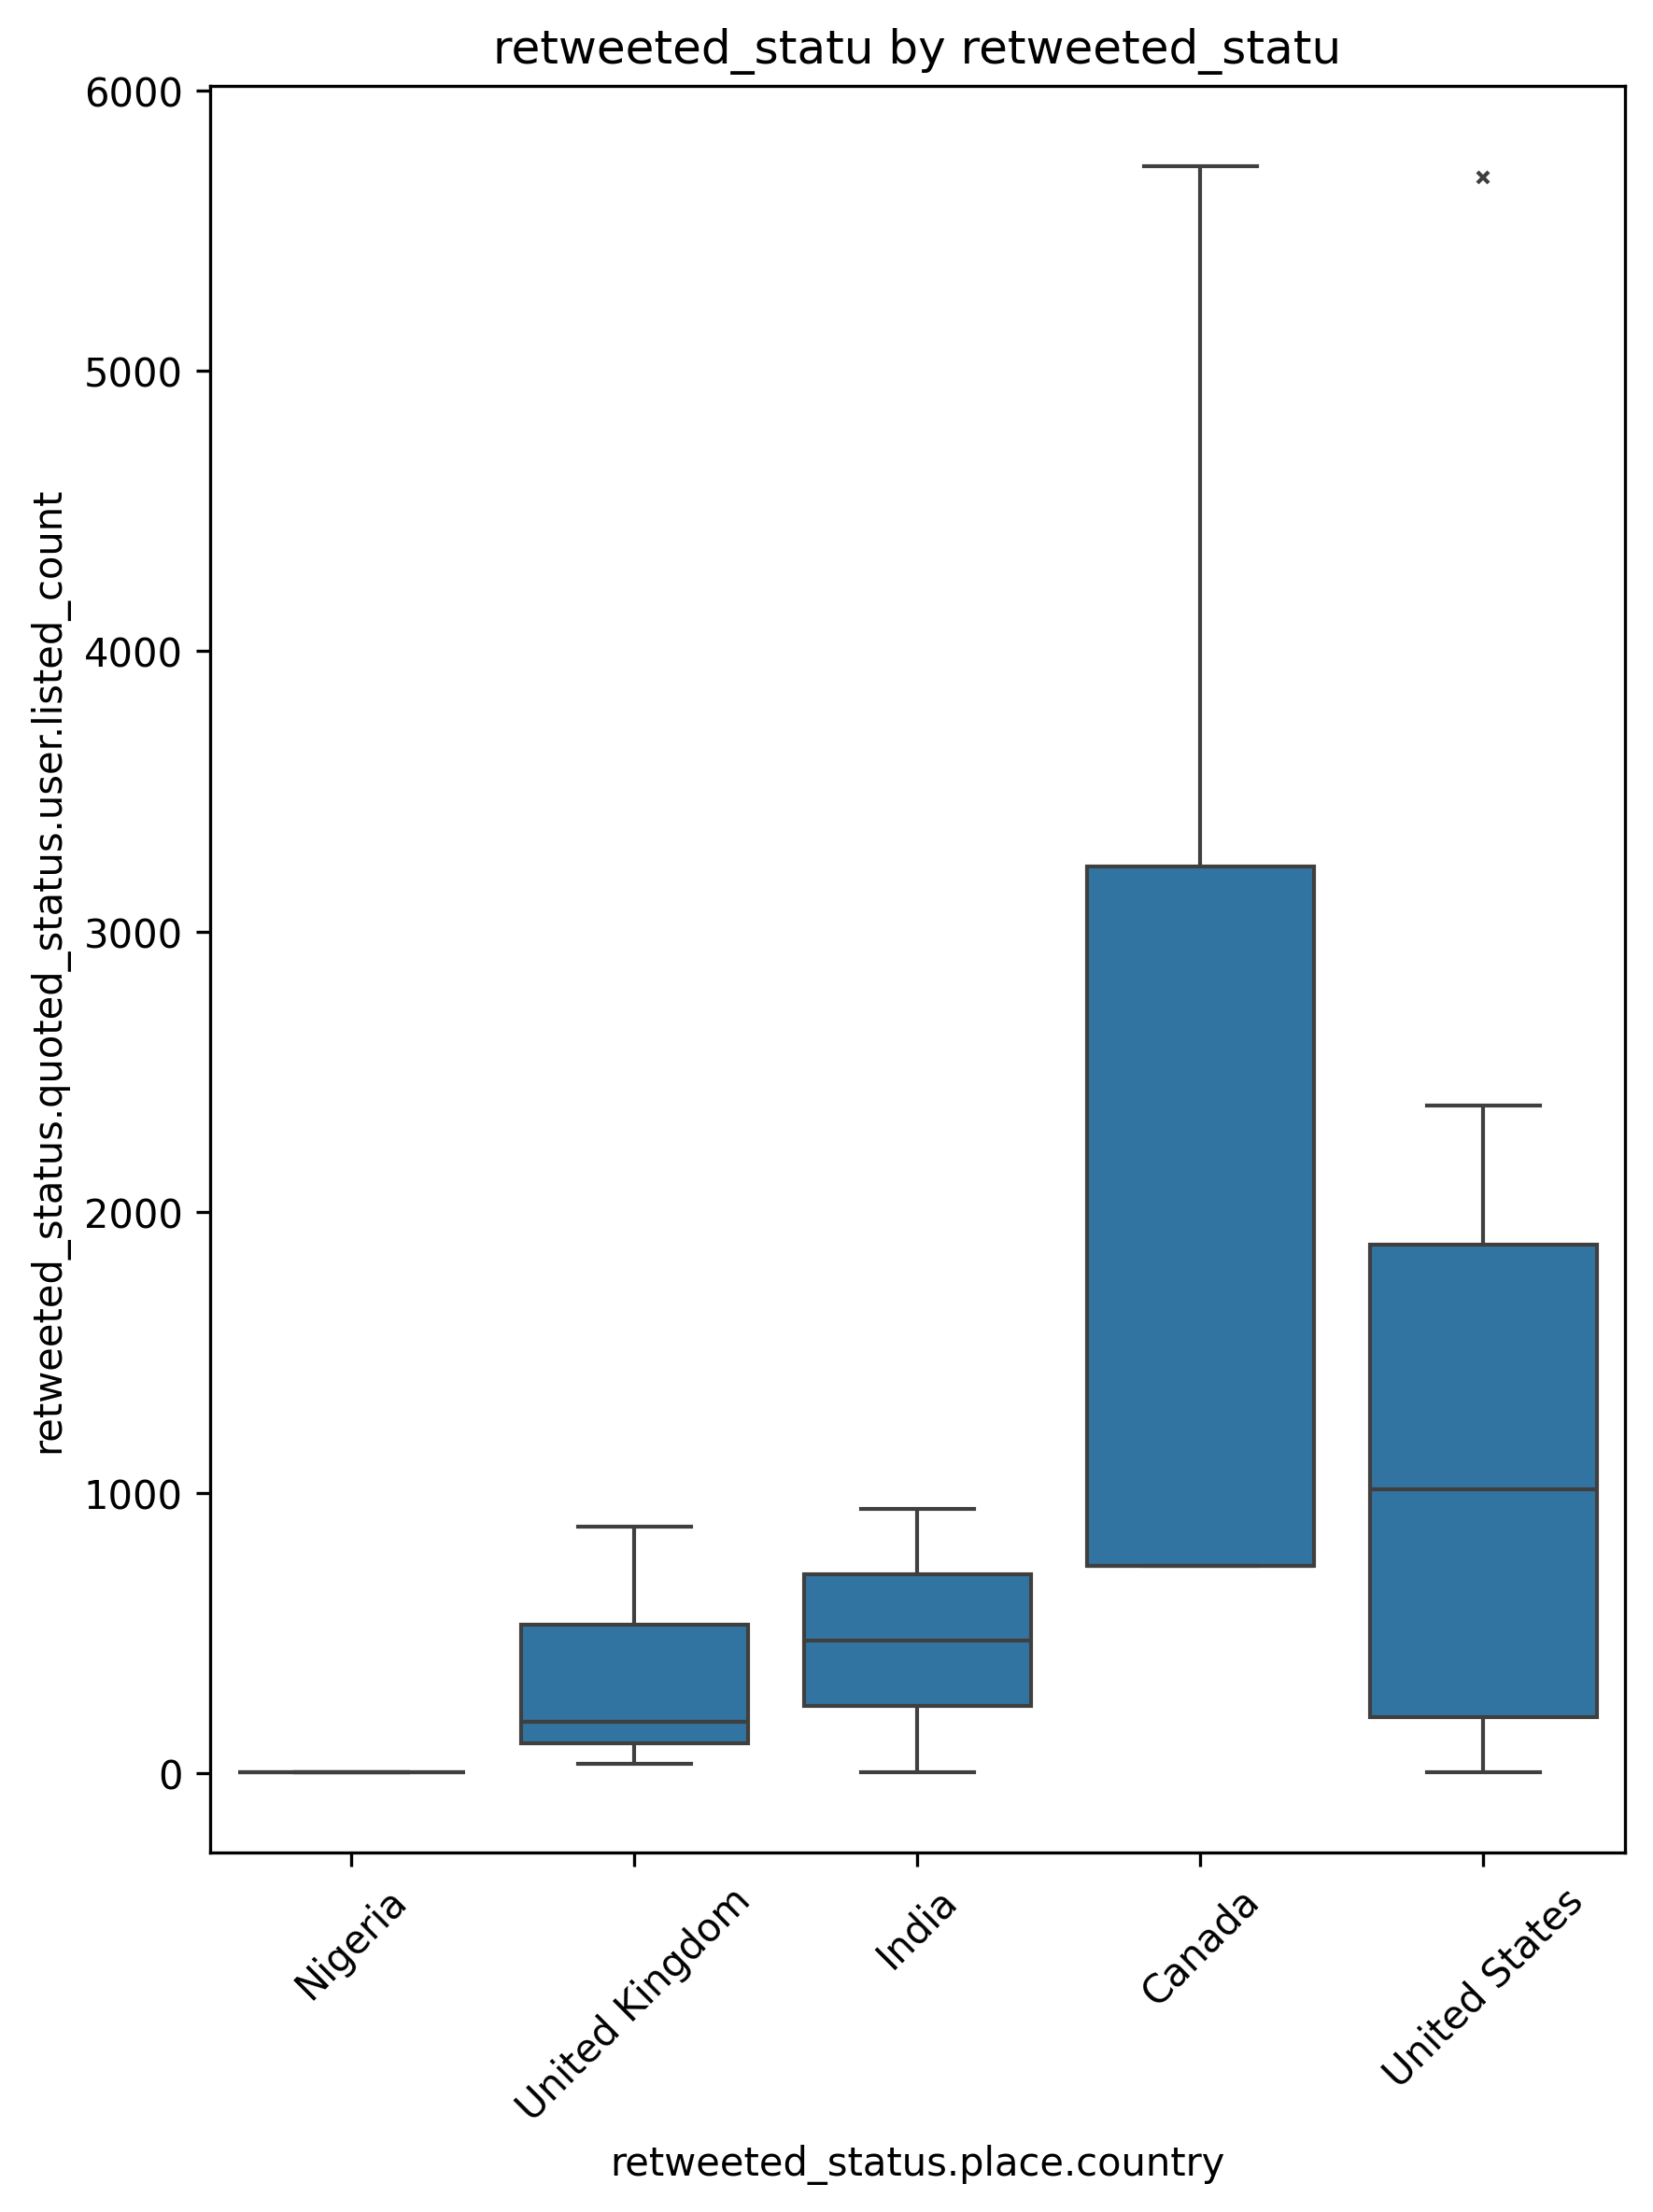 retweeted_statu by retweeted_statu
retweeted_status.quoted_status.user.listed_count
6000
5000
4000
3000
2000
1000
0
Nigeria
United Kingdom
India
Canada
United States
retweeted_status.place.country